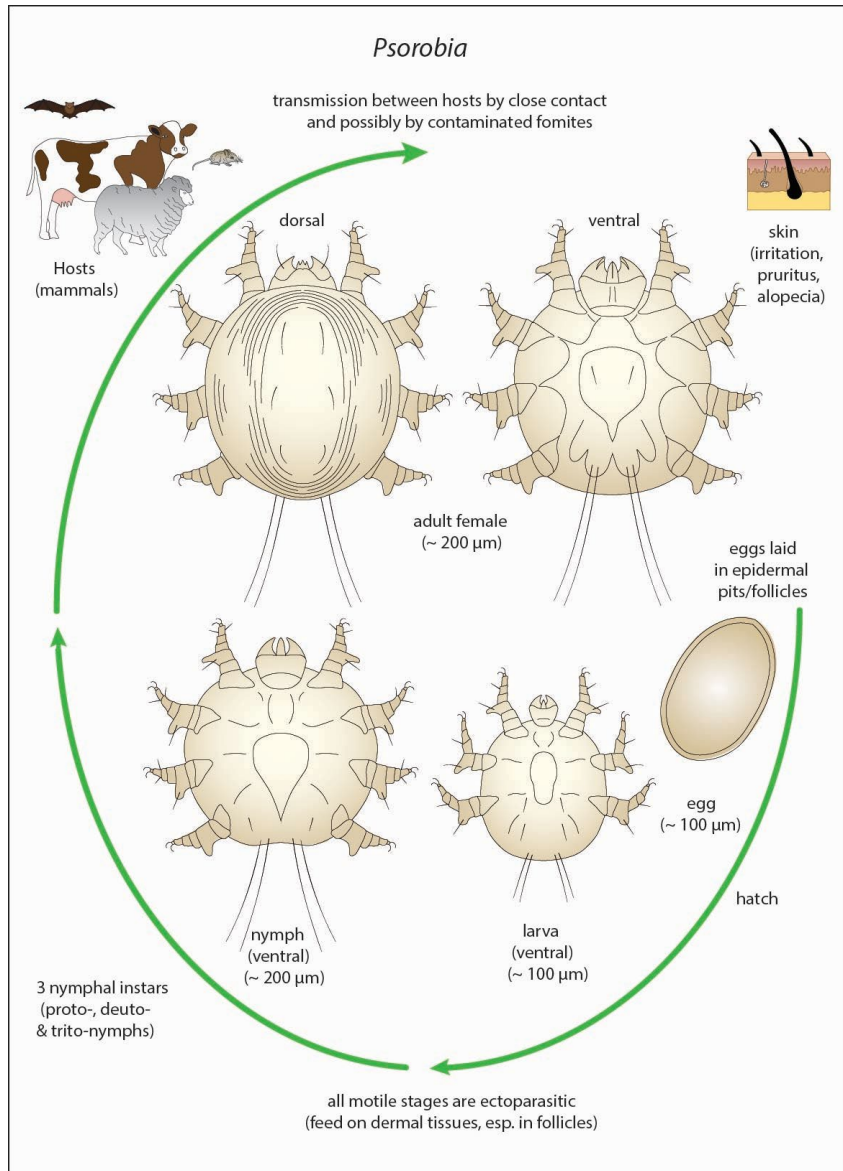 Psorobia
transmission between hosts by close contact
and possibly by contaminated fomites
Hosts
(mammals)
dorsal
ventral
skin
(irritation,
pruritus,
alopecia)
adult female
(~ 200 µm)
eggs laid
in epidermal
pits/follicles
egg
(~ 100 µm)
hatch
larva
(ventral)
(~ 100 µm)
nymph
(ventral)
(~ 200 µm)
3 nymphal instars
(proto-, deuto-
& trito-nymphs)
all motile stages are ectoparasitic
(feed on dermal tissues, esp. in follicles)